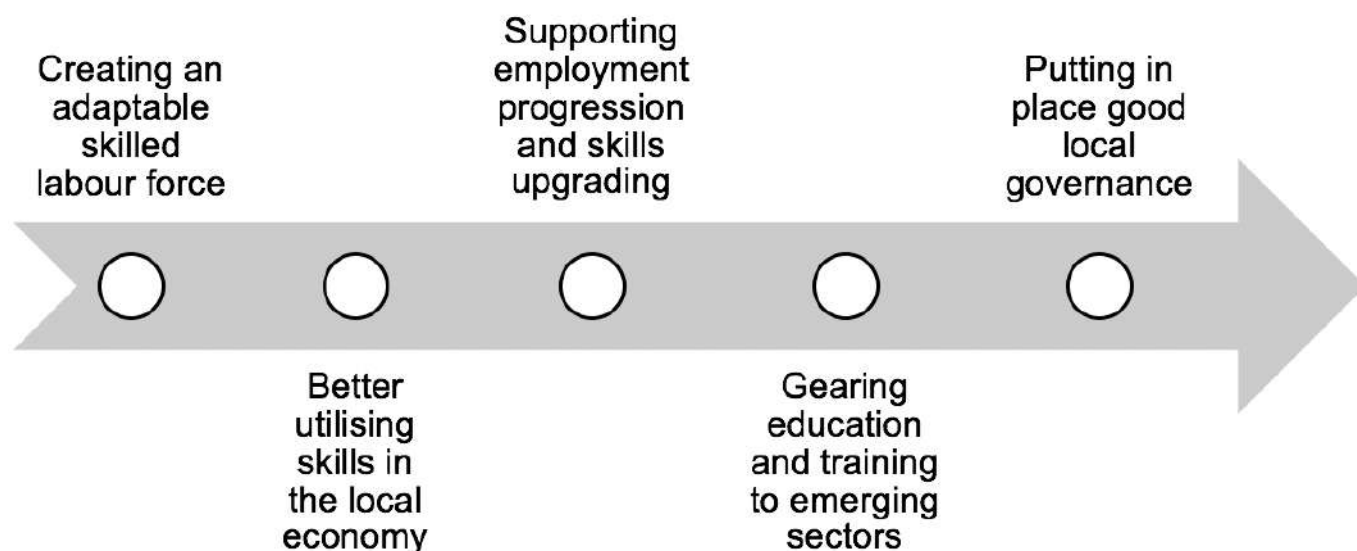 Creating an
adaptable
skilled
labour force
Better
utilising
skills in
the local
economy
Supporting
employment
progression
and skills
upgrading
Gearing
education
and training
to emerging
sectors
Putting in
place good
local
governance